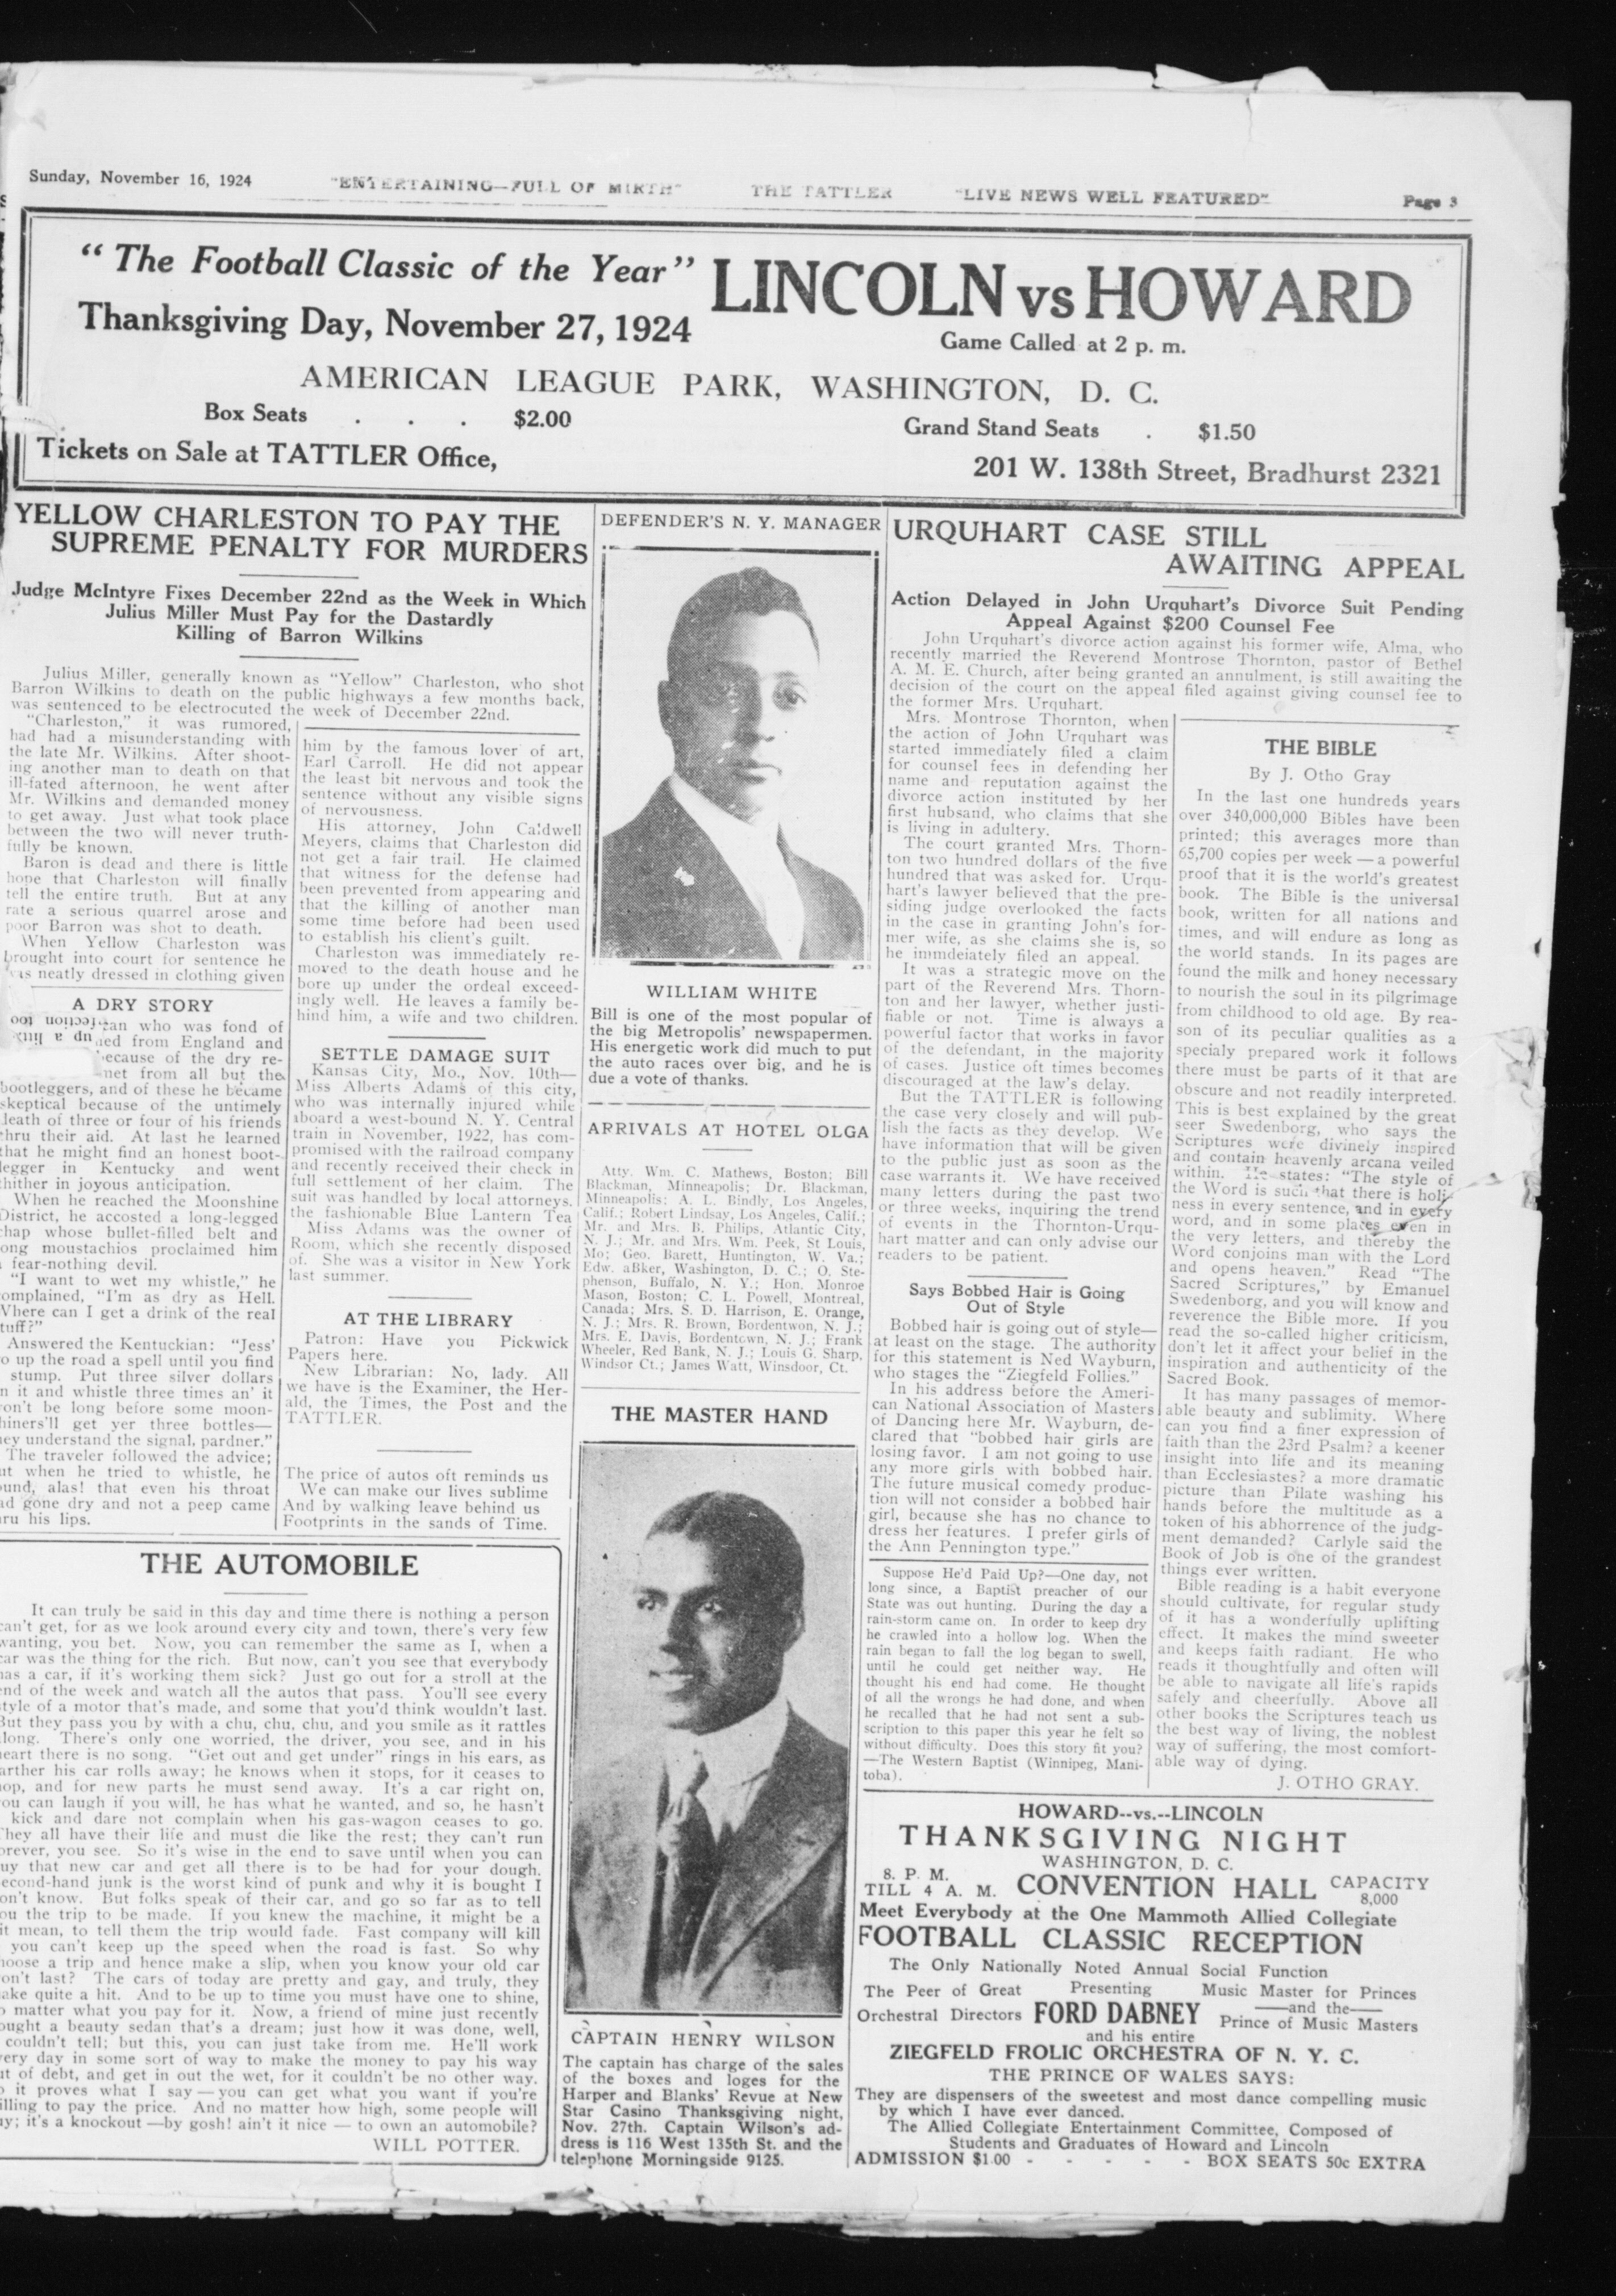 Sunday, November 16, 1924
"ENTERTAINING—FULL OF MIRTH"
THE TATTLER
"LIVE NEWS WELL FEATURED"
Page 3
"The Football Classic of the Year"
LINCOLN vs HOWARD
Thanksgiving Day, November 27, 1924
Game Called at 2 p. m.
AMERICAN LEAGUE PARK, WASHINGTON, D. C.
Box Seats . . . $2.00
Grand Stand Seats . $1.50
Tickets on Sale at TATTLER Office,
201 W. 138th Street, Bradhurst 2321
YELLOW CHARLESTON TO PAY THE
SUPREME PENALTY FOR MURDERS
Judge McIntyre Fixes December 22nd as the Week in Which
Julius Miller Must Pay for the Dastardly
Killing of Barron Wilkins
Julius Miller, generally known as "Yellow" Charleston, who shot
Barron Wilkins to death on the public highways a few months back,
was sentenced to be electrocuted the week of December 22nd.
"Charleston," it was rumored,
had had a misunderstanding with
the late Mr. Wilkins. After shoot-
ing another man to death on that
ill-fated afternoon, he went after
Mr. Wilkins and demanded money
to get away. Just what took place
between the two will never truth-
fully be known.
Baron is dead and there is little
hope that Charleston will finally
tell the entire truth. But at any
rate a serious quarrel arose and
poor Barron was shot to death.
When Yellow Charleston was
brought into court for sentence he
was neatly dressed in clothing given
him by the famous lover of art,
Earl Carroll. He did not appear
the least bit nervous and took the
sentence without any visible signs
of nervousness.
His attorney, John Caldwell
Meyers, claims that Charleston did
not get a fair trail. He claimed
that witness for the defense had
been prevented from appearing and
that the killing of another man
some time before had been used
to establish his client's guilt.
Charleston was immediately re-
moved to the death house and he
bore up under the ordeal exceed-
ingly well. He leaves a family be-
hind him, a wife and two children.
A DRY STORY
who was fond of
from England and
because of the dry re-
from all but the
bootleggers, and of these he became
skeptical because of the untimely
death of three or four of his friends
thru their aid. At last he learned
that he might find an honest boot-
legger in Kentucky and went
thither in joyous anticipation.
When he reached the Moonshine
District, he accosted a long-legged
chap whose bullet-filled belt and
long moustachios proclaimed him
fear-nothing devil.
"I want to wet my whistle," he
complained, "I'm as dry as Hell.
Where can I get a drink of the real
stuff?"
Answered the Kentuckian: "Jess'
up the road a spell until you find
stump. Put three silver dollars
it and whistle three times an' it
won't be long before some moon-
shiners'll get yer three bottles—
they understand the signal, pardner."
The traveler followed the advice;
but when he tried to whistle, he
found, alas! that even his throat
had gone dry and not a peep came
thru his lips.
SETTLE DAMAGE SUIT
Kansas City, Mo., Nov. 10th—
Miss Alberts Adams of this city,
who was internally injured while
aboard a west-bound N. Y. Central
train in November, 1922, has com-
promised with the railroad company
and recently received their check in
full settlement of her claim. The
suit was handled by local attorneys.
the fashionable Blue Lantern Tea
Miss Adams was the owner of
Room, which she recently disposed
of. She was a visitor in New York
last summer.
AT THE LIBRARY
Patron: Have you Pickwick
Papers here.
New Librarian: No, lady. All
we have is the Examiner, the Her-
ald, the Times, the Post and the
TATTLER.
The price of autos oft reminds us
We can make our lives sublime
And by walking leave behind us
Footprints in the sands of Time.
THE AUTOMOBILE
It can truly be said in this day and time there is nothing a person
can't get, for as we look around every city and town, there's very few
wanting, you bet. Now, you can remember the same as I, when a
car was the thing for the rich. But now, can't you see that everybody
has a car, if it's working them sick? Just go out for a stroll at the
end of the week and watch all the autos that pass. You'll see every
style of a motor that's made, and some that you'd think wouldn't last.
But they pass you by with a chu, chu, chu, and you smile as it rattles
along. There's only one worried, the driver, you see, and in his
heart there is no song. "Get out and get under" rings in his ears, as
farther his car rolls away; he knows when it stops, for it ceases to
hop, and for new parts he must send away. It's a car right on,
you can laugh if you will, he has what he wanted, and so, he hasn't
kick and dare not complain when his gas-wagon ceases to go.
They all have their life and must die like the rest; they can't run
forever, you see. So it's wise in the end to save until when you can
buy that new car and get all there is to be had for your dough.
Second-hand junk is the worst kind of punk and why it is bought I
don't know. But folks speak of their car, and go so far as to tell
you the trip to be made. If you knew the machine, it might be a
bit mean, to tell them the trip would fade. Fast company will kill
you can't keep up the speed when the road is fast. So why
choose a trip and hence make a slip, when you know your old car
won't last? The cars of today are pretty and gay, and truly, they
make quite a hit. And to be up to time you must have one to shine,
no matter what you pay for it. Now, a friend of mine just recently
bought a beauty sedan that's a dream; just how it was done, well,
couldn't tell; but this, you can just take from me. He'll work
every day in some sort of way to make the money to pay his way
out of debt, and get in out the wet, for it couldn't be no other way.
So it proves what I say—you can get what you want if you're
willing to pay the price. And no matter how high, some people will
buy; it's a knockout—by gosh! ain't it nice — to own an automobile?
WILL POTTER.
DEFENDER'S N. Y. MANAGER
WILLIAM WHITE
Bill is one of the most popular of
the big Metropolis' newspapermen.
His energetic work did much to put
the auto races over big, and he is
due a vote of thanks.
ARRIVALS AT HOTEL OLGA
Atty. Wm. C. Mathews, Boston; Bill
Blackman, Minneapolis; Dr. Blackman,
Minneapolis; A. L. Bindly, Los Angeles,
Calif.; Robert Lindsay, Los Angeles, Calif.;
Mr. and Mrs. B. Philips, Atlantic City,
N. J.; Mr. and Mrs. Wm. Peek, St Louis,
Mo; Geo. Barett, Huntington, W. Va.;
Edw. aBker, Washington, D. C.; O. Ste-
phenson, Buffalo, N. Y.; Hon. Monroe
Mason, Boston; C. L. Powell, Montreal,
Canada; Mrs. S. D. Harrison, E. Orange,
N. J.; Mrs. R. Brown, Bordentwon, N. J.;
Mrs. E. Davis, Bordentown, N. J.; Frank
Wheeler, Red Bank, N. J.; Louis G. Sharp,
Windsor Ct.; James Watt, Winsdoor, Ct.
THE MASTER HAND
CAPTAIN HENRY WILSON
The captain has charge of the sales
of the boxes and loges for the
Harper and Blanks' Revue at New
Star Casino Thanksgiving night,
Nov. 27th. Captain Wilson's ad-
dress is 116 West 135th St. and the
telephone Morningside 9125.
URQUHART CASE STILL
AWAITING APPEAL
Action Delayed in John Urquhart's Divorce Suit Pending
Appeal Against $200 Counsel Fee
John Urquhart's divorce action against his former wife, Alma, who
recently married the Reverend Montrose Thornton, pastor of Bethel
A. M. E. Church, after being granted an annulment, is still awaiting the
decision of the court on the appeal filed against giving counsel fee to
the former Mrs. Urquhart.
Mrs. Montrose Thornton, when
the action of John Urquhart was
started immediately filed a claim
for counsel fees in defending her
name and reputation against the
divorce action instituted by her
first hubsand, who claims that she
is living in adultery.
The court granted Mrs. Thorn-
ton two hundred dollars of the five
hundred that was asked for. Urqu-
hart's lawyer believed that the pre-
siding judge overlooked the facts
in the case in granting John's for-
mer wife, as she claims she is, so
he immdeiately filed an appeal.
It was a strategic move on the
part of the Reverend Mrs. Thorn-
ton and her lawyer, whether justi-
fiable or not. Time is always a
powerful factor that works in favor
of the defendant, in the majority
of cases. Justice oft times becomes
discouraged at the law's delay.
But the TATTLER is following
the case very closely and will pub-
lish the facts as they develop. We
have information that will be given
to the public just as soon as the
case warrants it. We have received
many letters during the past two
or three weeks, inquiring the trend
of events in the Thornton-Urqu-
hart matter and can only advise our
readers to be patient.
Says Bobbed Hair is Going
Out of Style
Bobbed hair is going out of style—
at least on the stage. The authority
for this statement is Ned Wayburn,
who stages the "Ziegfeld Follies."
In his address before the Ameri-
can National Association of Masters
of Dancing here Mr. Wayburn, de-
clared that "bobbed hair girls are
losing favor. I am not going to use
any more girls with bobbed hair.
The future musical comedy produc-
tion will not consider a bobbed hair
girl, because she has no chance to
dress her features. I prefer girls of
the Ann Pennington type."
Suppose He'd Paid Up?—One day, not
long since, a Baptist preacher of our
State was out hunting. During the day a
rain-storm came on. In order to keep dry
he crawled into a hollow log. When the
rain began to fall the log began to swell,
until he could get neither way. He
thought his end had come. He thought
of all the wrongs he had done, and when
he recalled that he had not sent a sub-
scription to this paper this year he felt so
without difficulty. Does this story fit you?
—The Western Baptist (Winnipeg, Mani-
toba).
THE BIBLE
By J. Otho Gray
In the last one hundreds years
over 340,000,000 Bibles have been
printed; this averages more than
65,700 copies per week — a powerful
proof that it is the world's greatest
book. The Bible is the universal
book, written for all nations and
times, and will endure as long as
the world stands. In its pages are
found the milk and honey necessary
to nourish the soul in its pilgrimage
from childhood to old age. By rea-
son of its peculiar qualities as a
specialy prepared work it follows
there must be parts of it that are
obscure and not readily interpreted.
This is best explained by the great
seer Swedenborg, who says the
Scriptures were divinely inspired
and contain heavenly arcana veiled
within. He states: "The style of
the Word is such that there is holi-
ness in every sentence, and in every
word, and in some places even in
the very letters, and thereby the
Word conjoins man with the Lord
and opens heaven." Read "The
Sacred Scriptures," by Emanuel
Swedenborg, and you will know and
reverence the Bible more. If you
read the so-called higher criticism,
don't let it affect your belief in the
inspiration and authenticity of the
Sacred Book.
It has many passages of memor-
able beauty and sublimity. Where
can you find a finer expression of
faith than the 23rd Psalm? a keener
insight into life and its meaning
than Ecclesiastes? a more dramatic
picture than Pilate washing his
hands before the multitude as a
token of his abhorrence of the judg-
ment demanded? Carlyle said the
Book of Job is one of the grandest
things ever written.
Bible reading is a habit everyone
should cultivate, for regular study
of it has a wonderfully uplifting
effect. It makes the mind sweeter
and keeps faith radiant. He who
reads it thoughtfully and often will
be able to navigate all life's rapids
safely and cheerfully. Above all
other books the Scriptures teach us
the best way of living, the noblest
way of suffering, the most comfort-
able way of dying.
J. OTHO GRAY.
HOWARD--vs.--LINCOLN
THANKSGIVING NIGHT
WASHINGTON, D. C.
8. P. M.
TILL 4 A. M. CONVENTION HALL CAPACITY
8,000
Meet Everybody at the One Mammoth Allied Collegiate
FOOTBALL CLASSIC RECEPTION
The Only Nationally Noted Annual Social Function
The Peer of Great Presenting Music Master for Princes
Orchestral Directors FORD DABNEY —and the—
Prince of Music Masters
and his entire
ZIEGFELD FROLIC ORCHESTRA OF N. Y. C.
THE PRINCE OF WALES SAYS:
They are dispensers of the sweetest and most dance compelling music
by which I have ever danced.
The Allied Collegiate Entertainment Committee, Composed of
Students and Graduates of Howard and Lincoln
ADMISSION $1.00 - - - - - BOX SEATS 50c EXTRA